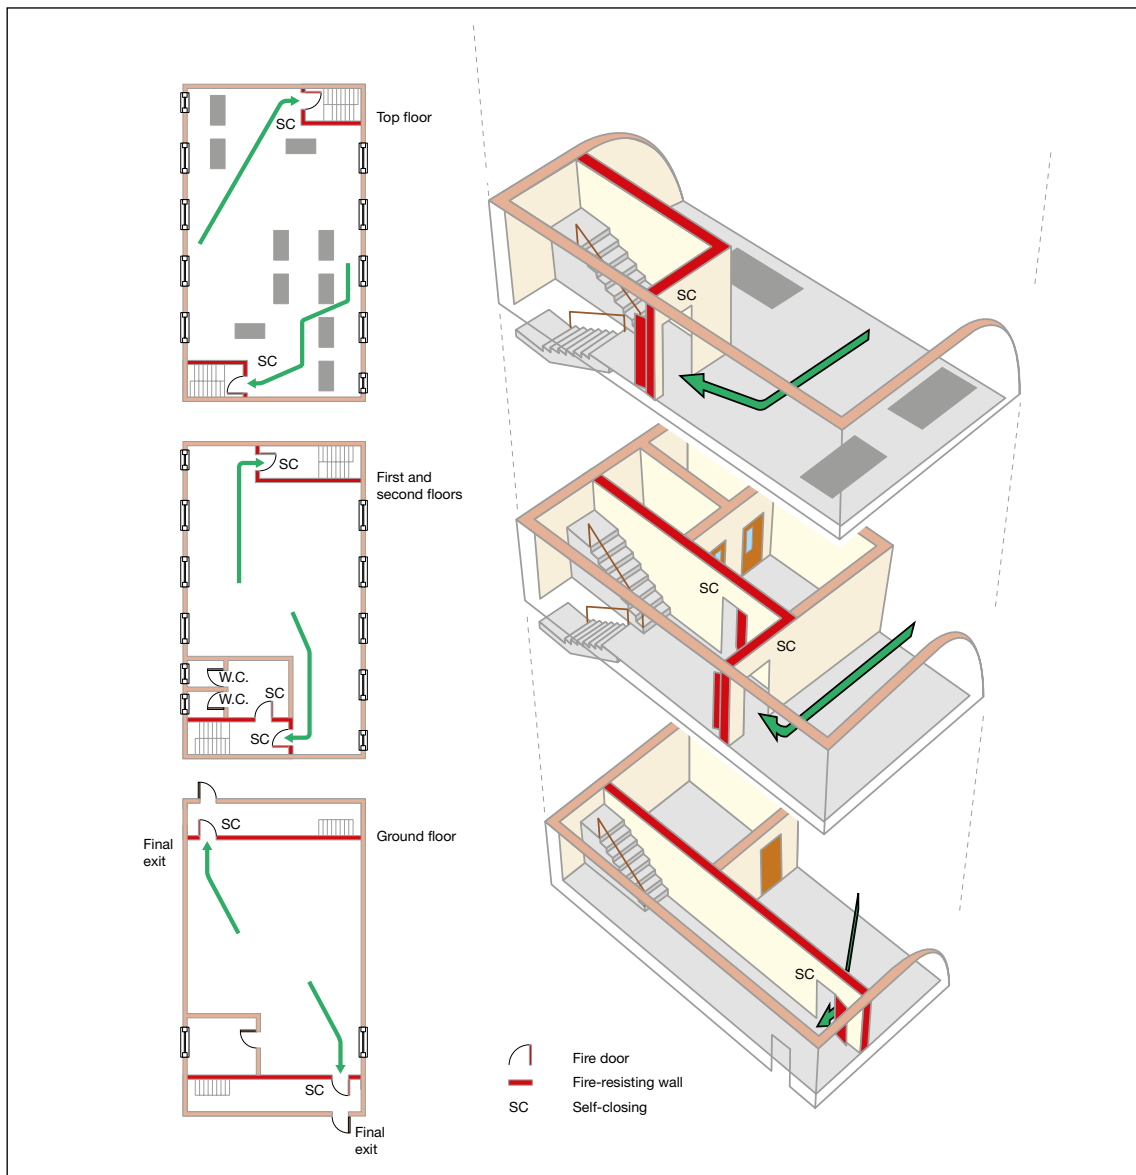 SC
Top floor
SC
SC
First and
second floors
W.C.
W.C.
SC
SC
SC
Ground floor
Final
exit
SC
Final
exit
SC
SC
SC
SC
Fire door
Fire-resisting wall
SC
Self-closing